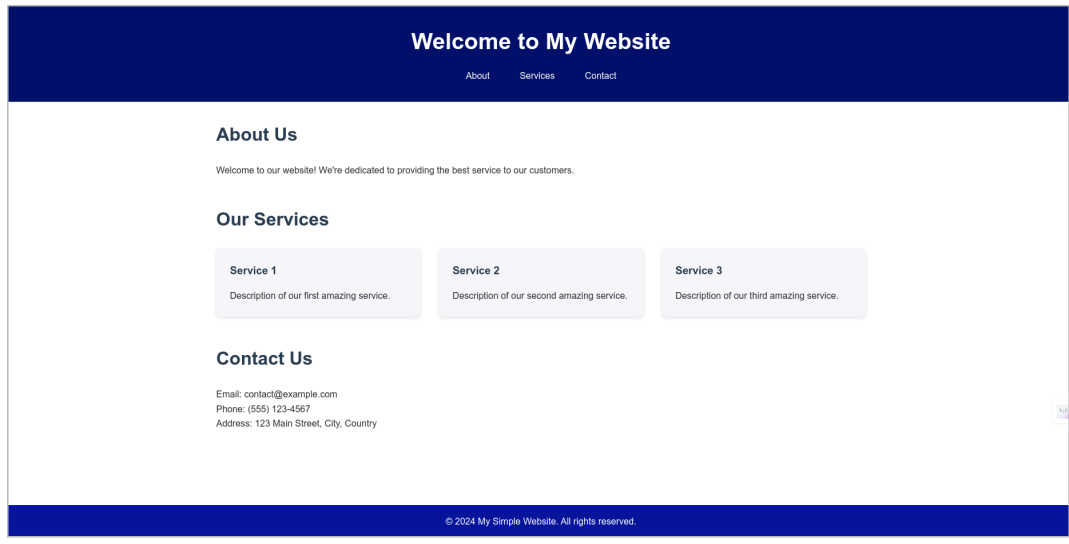 Welcome to My Website
About Services Contact
About Us
Welcome to our website! We're dedicated to providing the best service to our customers.
Our Services
Service 1
Description of our first amazing service.
Service 2
Description of our second amazing service.
Service 3
Description of our third amazing service.
Contact Us
Email: contact@example.com
Phone: (555) 123-4567
Address: 123 Main Street, City, Country
© 2024 My Simple Website. All rights reserved.